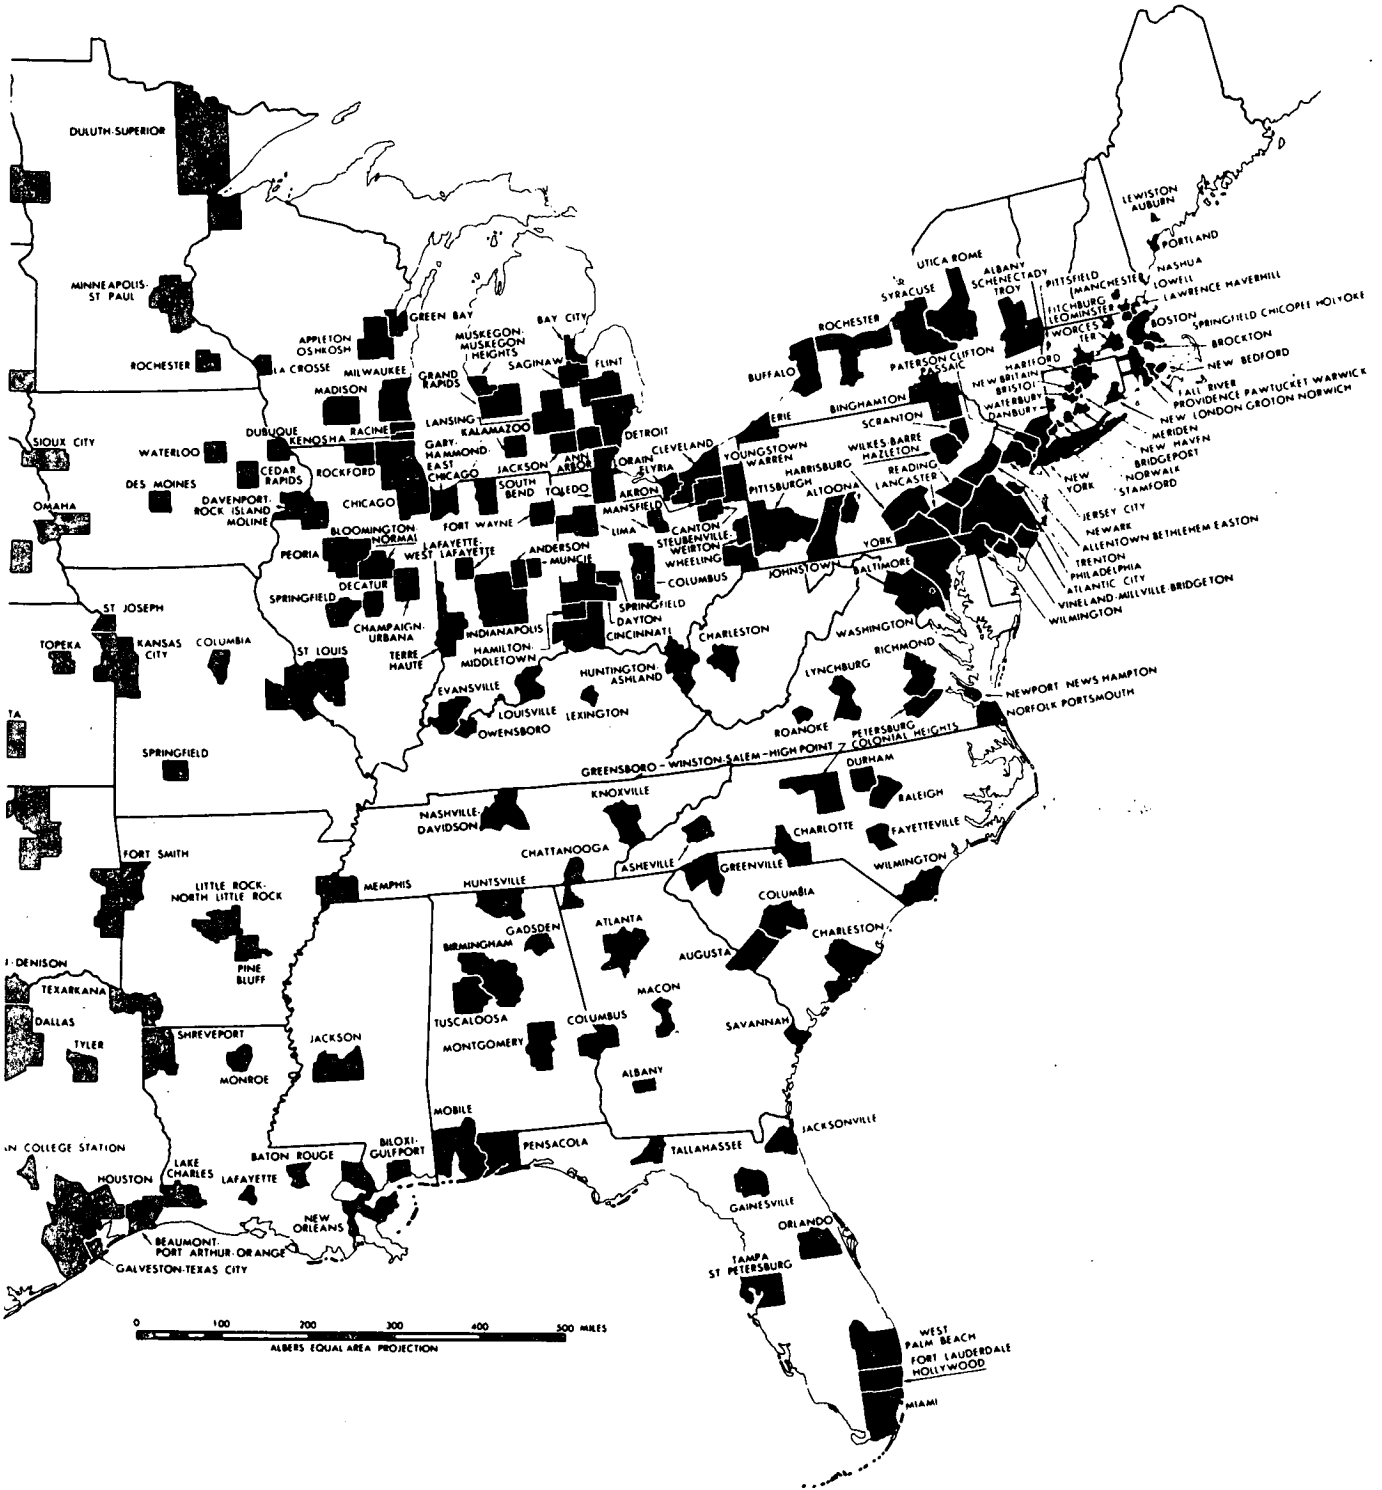 DULUTH-SUPERIOR
MINNEAPOLIS-
ST PAUL
ROCHESTER
LA CROSSE
APPLETON
OSHKOSH
GREEN BAY
MILWAUKEE
MADISON
RACINE
KENOSHA
MUSKEGON-
MUSKEGON
HEIGHTS
GRAND
RAPIDS
BAY CITY
SAGINAW
FLINT
LANSING
KALAMAZOO
DETROIT
JACKSON
ANN
ARBOR
SIOUX CITY
WATERLOO
DUBUQUE
CEDAR
RAPIDS
DES MOINES
DAVENPORT-
ROCK ISLAND
MOLINE
OMAHA
ROCKFORD
CHICAGO
GARY-
HAMMOND-
EAST
CHICAGO
SOUTH
BEND
TOLEDO
FORT WAYNE
LIMA
BLOOMINGTON
NORMAL
PEORIA
LAFAYETTE-
WEST LAFAYETTE
ANDERSON
MUNCIE
DECATUR
SPRINGFIELD
CHAMPAIGN-
URBANA
TERRE
HAUTE
INDIANAPOLIS
HAMILTON-
MIDDLETOWN
LORAIN
ELYRIA
CLEVELAND
AKRON
MANSFIELD
CANTON
YOUNGSTOWN
WARREN
STEUBENVILLE-
WEIRTON
WHEELING
COLUMBUS
SPRINGFIELD
DAYTON
CINCINNATI
ERIE
PITTSBURGH
ALTOONA
JOHNSTOWN
HARRISBURG
YORK
LANCASTER
READING
WILKES-BARRE
HAZLETON
SCRANTON
BINGHAMTON
BUFFALO
ROCHESTER
SYRACUSE
UTICA ROME
ALBANY
SCHENECTADY
TROY
PATERSON CLIFTON
PASSAIC
LEWISTON
AUBURN
PORTLAND
NASHUA
PITTSFIELD
(MANCHESTER
LOWELL
LAWRENCE HAVERHILL
FITCHBURG
LEOMINSTER
WORCES
TER
SPRINGFIELD CHICOPEE HOLYOKE
BOSTON
BROCKTON
NEW BEDFORD
FALL RIVER
PROVIDENCE PAWTUCKET WARWICK
NEW LONDON GROTON NORWICH
HARTFORD
NEW BRITAIN
BRISTOL
WATERBURY
DANBURY
MERIDEN
NEW HAVEN
BRIDGEPORT
NORWALK
STAMFORD
NEW
YORK
JERSEY CITY
NEWARK
ALLENTOWN BETHLEHEM EASTON
TRENTON
PHILADELPHIA
ATLANTIC CITY
VINELAND-MILLVILLE-BRIDGETON
WILMINGTON
BALTIMORE
WASHINGTON
ST JOSEPH
TOPEKA
KANSAS
CITY
COLUMBIA
ST LOUIS
EVANSVILLE
LOUISVILLE
OWENSBORO
LEXINGTON
HUNTINGTON-
ASHLAND
CHARLESTON
LYNCHBURG
RICHMOND
ROANOKE
PETERSBURG
COLONIAL HEIGHTS
NEWPORT NEWS HAMPTON
NORFOLK PORTSMOUTH
TA
SPRINGFIELD
GREENSBORO – WINSTON-SALEM – HIGH POINT
DURHAM
RALEIGH
NASHVILLE-
DAVIDSON
KNOXVILLE
CHARLOTTE
FAYETTEVILLE
CHATTANOOGA
ASHEVILLE
GREENVILLE
WILMINGTON
FORT SMITH
LITTLE ROCK-
NORTH LITTLE ROCK
MEMPHIS
HUNTSVILLE
COLUMBIA
GADSDEN
ATLANTA
BIRMINGHAM
AUGUSTA
CHARLESTON
PINE
BLUFF
DENISON
TEXARKANA
MACON
TUSCALOOSA
COLUMBUS
SAVANNAH
DALLAS
TYLER
SHREVEPORT
JACKSON
MONTGOMERY
MONROE
ALBANY
MOBILE
JACKSONVILLE
PENSACOLA
TALLAHASSEE
COLLEGE STATION
BATON ROUGE
BILOXI-
GULFPORT
LAKE
CHARLES
LAFAYETTE
HOUSTON
NEW
ORLEANS
GAINESVILLE
ORLANDO
BEAUMONT-
PORT ARTHUR-ORANGE
GALVESTON-TEXAS CITY
TAMPA
ST PETERSBURG
0 100 200 300 400 500 MILES
ALBERS EQUAL AREA PROJECTION
WEST
PALM BEACH
FORT LAUDERDALE
HOLLYWOOD
MIAMI